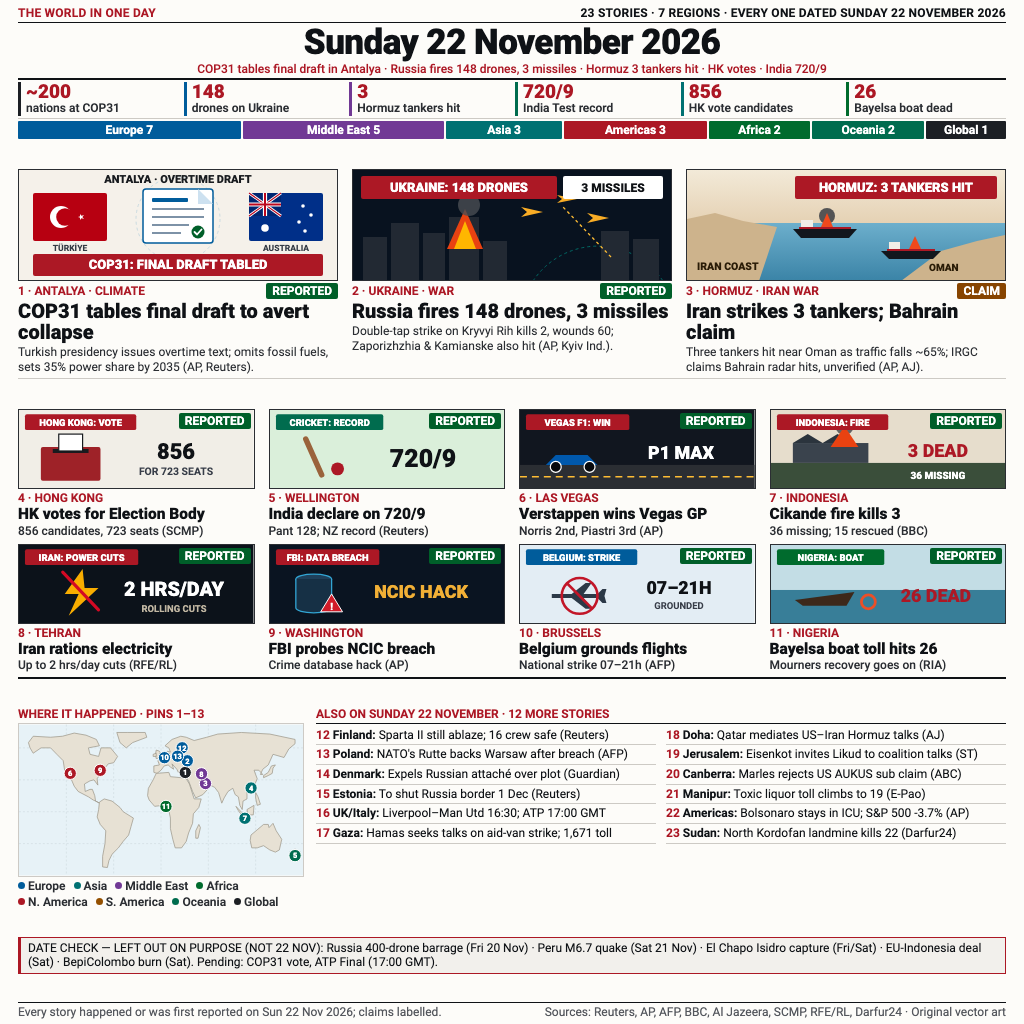 THE WORLD IN ONE DAY
23 STORIES · 7 REGIONS · EVERY ONE DATED SUNDAY 22 NOVEMBER 2026
Sunday 22 November 2026
COP31 tables final draft in Antalya · Russia fires 148 drones, 3 missiles · Hormuz 3 tankers hit · HK votes · India 720/9
~200
nations at COP31
148
drones on Ukraine
3
Hormuz tankers hit
720/9
India Test record
856
HK vote candidates
26
Bayelsa boat dead
Europe 7
Middle East 5
Asia 3
Americas 3
Africa 2
Oceania 2
Global 1
ANTALYA · OVERTIME DRAFT
TÜRKİYE
AUSTRALIA
COP31: FINAL DRAFT TABLED
1 · ANTALYA · CLIMATE
REPORTED
COP31 tables final draft to avert
collapse
Turkish presidency issues overtime text; omits fossil fuels,
sets 35% power share by 2035 (AP, Reuters).
UKRAINE: 148 DRONES
3 MISSILES
2 · UKRAINE · WAR
REPORTED
Russia fires 148 drones, 3 missiles
Double-tap strike on Kryvyi Rih kills 2, wounds 60;
Zaporizhzhia & Kamianske also hit (AP, Kyiv Ind.).
HORMUZ: 3 TANKERS HIT
IRAN COAST
OMAN
3 · HORMUZ · IRAN WAR
CLAIM
Iran strikes 3 tankers; Bahrain
claim
Three tankers hit near Oman as traffic falls ~65%; IRGC
claims Bahrain radar hits, unverified (AP, AJ).
HONG KONG: VOTE
REPORTED
856
FOR 723 SEATS
4 · HONG KONG
HK votes for Election Body
856 candidates, 723 seats (SCMP)
CRICKET: RECORD
REPORTED
720/9
5 · WELLINGTON
India declare on 720/9
Pant 128; NZ record (Reuters)
VEGAS F1: WIN
REPORTED
P1 MAX
6 · LAS VEGAS
Verstappen wins Vegas GP
Norris 2nd, Piastri 3rd (AP)
INDONESIA: FIRE
REPORTED
3 DEAD
36 MISSING
7 · INDONESIA
Cikande fire kills 3
36 missing; 15 rescued (BBC)
IRAN: POWER CUTS
REPORTED
2 HRS/DAY
ROLLING CUTS
8 · TEHRAN
Iran rations electricity
Up to 2 hrs/day cuts (RFE/RL)
FBI: DATA BREACH
REPORTED
!
NCIC HACK
9 · WASHINGTON
FBI probes NCIC breach
Crime database hack (AP)
BELGIUM: STRIKE
REPORTED
07–21H
GROUNDED
10 · BRUSSELS
Belgium grounds flights
National strike 07–21h (AFP)
NIGERIA: BOAT
REPORTED
26 DEAD
11 · NIGERIA
Bayelsa boat toll hits 26
Mourners recovery goes on (RIA)
WHERE IT HAPPENED · PINS 1–13
12
10
13
2
6
9
1
8
3
4
11
7
5
Europe
Asia
Middle East
Africa
N. America
S. America
Oceania
Global
ALSO ON SUNDAY 22 NOVEMBER · 12 MORE STORIES
12 Finland: Sparta II still ablaze; 16 crew safe (Reuters)
13 Poland: NATO's Rutte backs Warsaw after breach (AFP)
14 Denmark: Expels Russian attaché over plot (Guardian)
15 Estonia: To shut Russia border 1 Dec (Reuters)
16 UK/Italy: Liverpool–Man Utd 16:30; ATP 17:00 GMT
17 Gaza: Hamas seeks talks on aid-van strike; 1,671 toll
18 Doha: Qatar mediates US–Iran Hormuz talks (AJ)
19 Jerusalem: Eisenkot invites Likud to coalition talks (ST)
20 Canberra: Marles rejects US AUKUS sub claim (ABC)
21 Manipur: Toxic liquor toll climbs to 19 (E-Pao)
22 Americas: Bolsonaro stays in ICU; S&P 500 -3.7% (AP)
23 Sudan: North Kordofan landmine kills 22 (Darfur24)
DATE CHECK — LEFT OUT ON PURPOSE (NOT 22 NOV): Russia 400-drone barrage (Fri 20 Nov) · Peru M6.7 quake (Sat 21 Nov) · El Chapo Isidro capture (Fri/Sat) · EU-Indonesia deal
(Sat) · BepiColombo burn (Sat). Pending: COP31 vote, ATP Final (17:00 GMT).
Every story happened or was first reported on Sun 22 Nov 2026; claims labelled.
Sources: Reuters, AP, AFP, BBC, Al Jazeera, SCMP, RFE/RL, Darfur24 · Original vector art